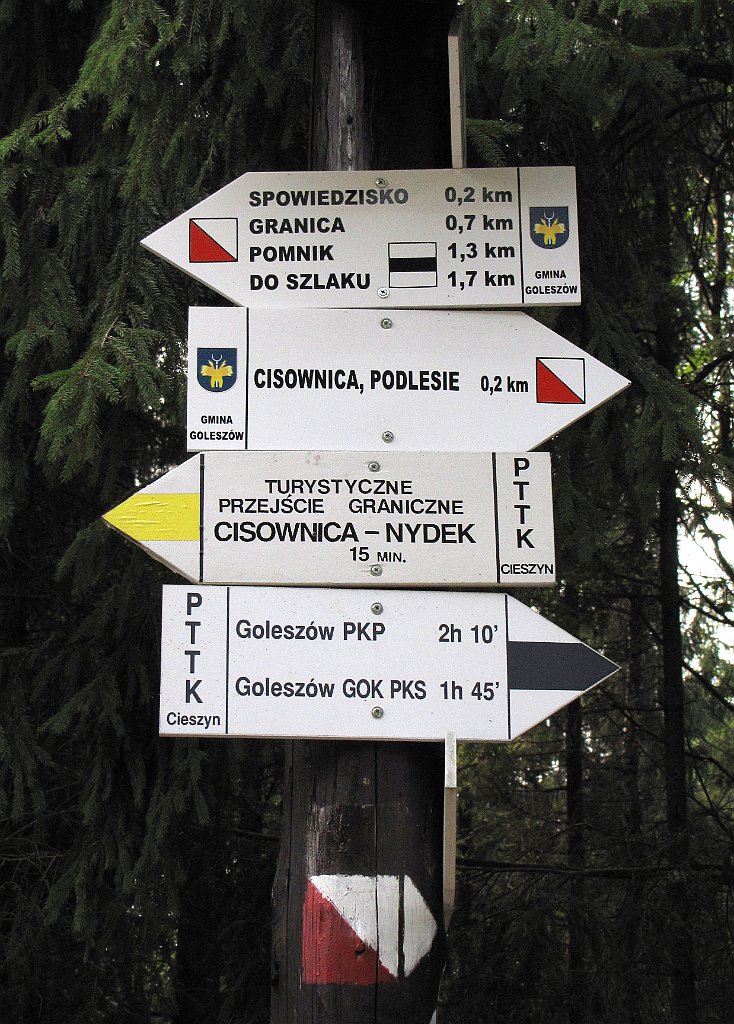 SPOWIEDZISKO 0,2 km
GRANICA 0,7 km
POMNIK 1,3 km
DO SZLAKU 1,7 km
GMINA
GOLESZÓW
GMINA
GOLESZÓW
CISOWNICA, PODLESIE 0,2 km
TURYSTYCZNE
PRZEJŚCIE GRANICZNE
CISOWNICA – NYDEK
15 MIN.
PTTK
CIESZYN
PTTK
Cieszyn
Goleszów PKP 2h 10'
Goleszów GOK PKS 1h 45'